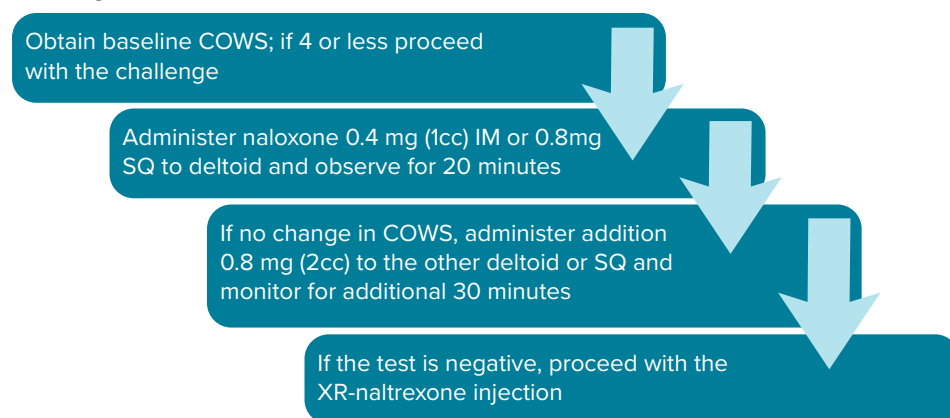 Obtain baseline COWS; if 4 or less proceed
with the challenge
Administer naloxone 0.4 mg (1cc) IM or 0.8mg
SQ to deltoid and observe for 20 minutes
If no change in COWS, administer addition
0.8 mg (2cc) to the other deltoid or SQ and
monitor for additional 30 minutes
If the test is negative, proceed with the
XR-naltrexone injection